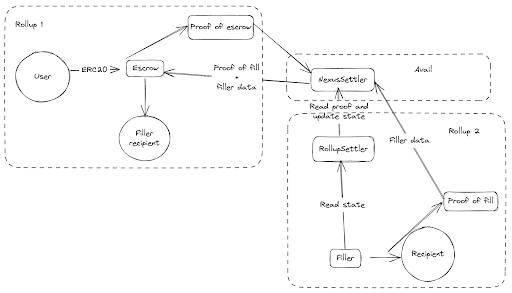 Rollup 1
Proof of escrow
User
ERC20
Escrow
Proof of fill
+
filler data
Filler
recipient
NexusSettler
Avail
Read proof and
update state
Rollup 2
RollupSettler
Filler data
Read state
Proof of fill
Filler
Recipient